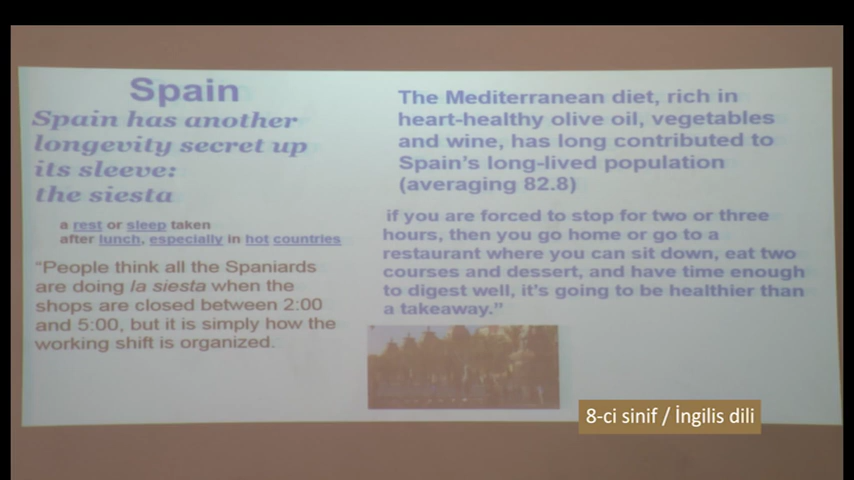 Spain
Spain has another
longevity secret up
its sleeve:
the siesta
a rest or sleep taken
after lunch, especially in hot countries
“People think all the Spaniards
are doing la siesta when the
shops are closed between 2:00
and 5:00, but it is simply how the
working shift is organized.
The Mediterranean diet, rich in
heart-healthy olive oil, vegetables
and wine, has long contributed to
Spain’s long-lived population
(averaging 82.8)
if you are forced to stop for two or three
hours, then you go home or go to a
restaurant where you can sit down, eat two
courses and dessert, and have time enough
to digest well, it's going to be healthier than
a takeaway.”
8-ci sinif / İngilis dili